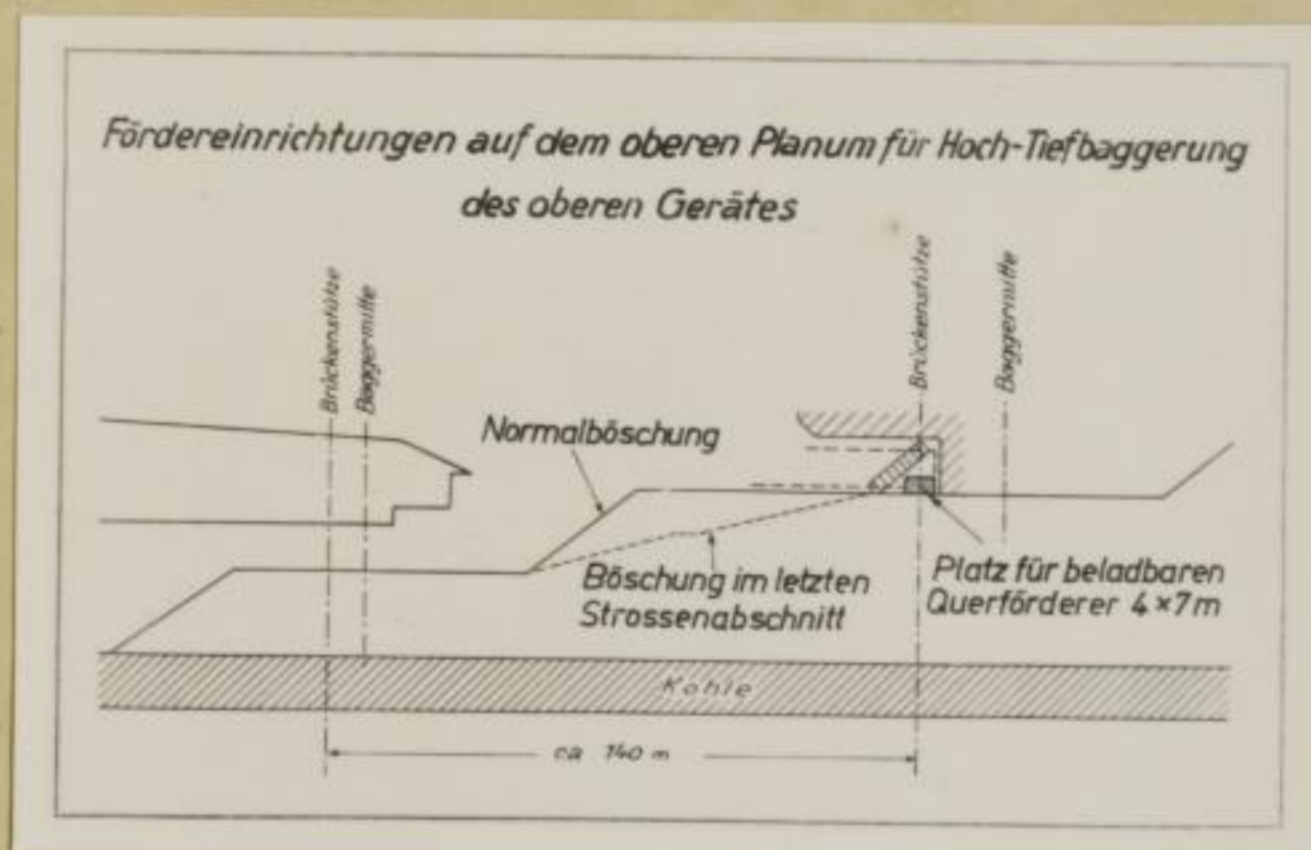 Fördereinrichtungen auf dem oberen Planum für Hoch-Tiefbaggerung
des oberen Gerätes
Brückenstütze
Baggermitte
Brückenstütze
Baggermitte
Normalböschung
Böschung im letzten
Strossenabschnitt
Platz für beladbaren
Querförderer 4×7m
Kohle
ca 140 m